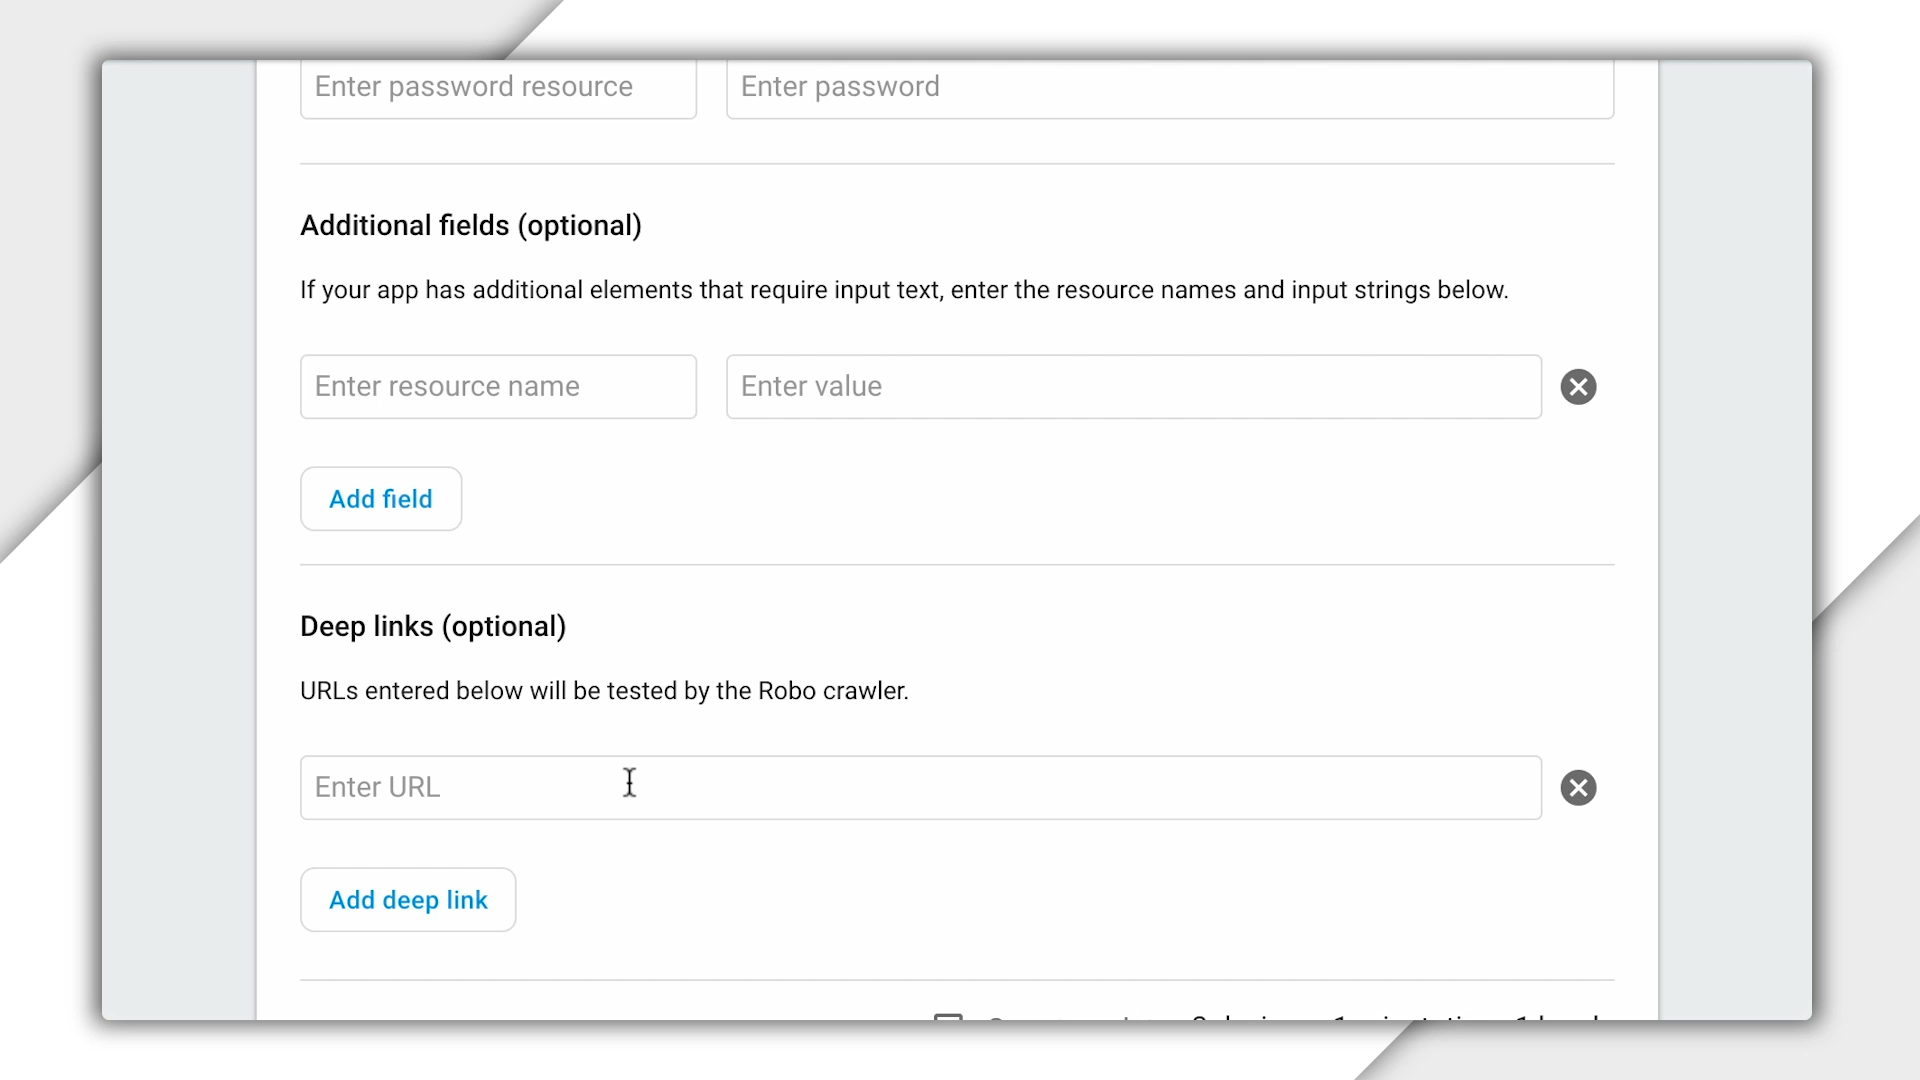 Enter password resource Enter password
Additional fields (optional)
If your app has additional elements that require input text, enter the resource names and input strings below.
Enter resource name Enter value
Add field
Deep links (optional)
URLs entered below will be tested by the Robo crawler.
Enter URL
Add deep link